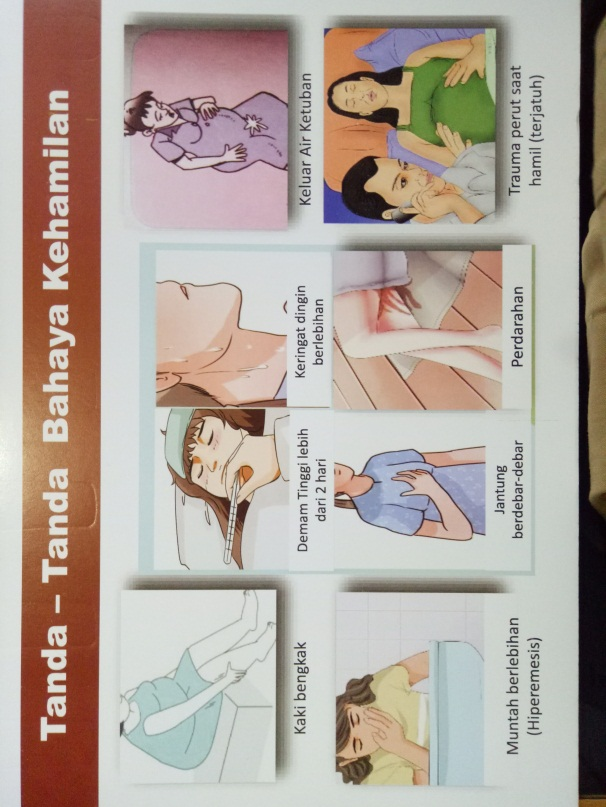 Tanda – Tanda Bahaya Kehamilan
Kaki bengkak
Demam Tinggi lebih
dari 2 hari
Keringat dingin
berlebihan
Keluar Air Ketuban
Muntah berlebihan
(Hiperemesis)
Jantung
berdebar-debar
Perdarahan
Trauma perut saat
hamil (terjatuh)